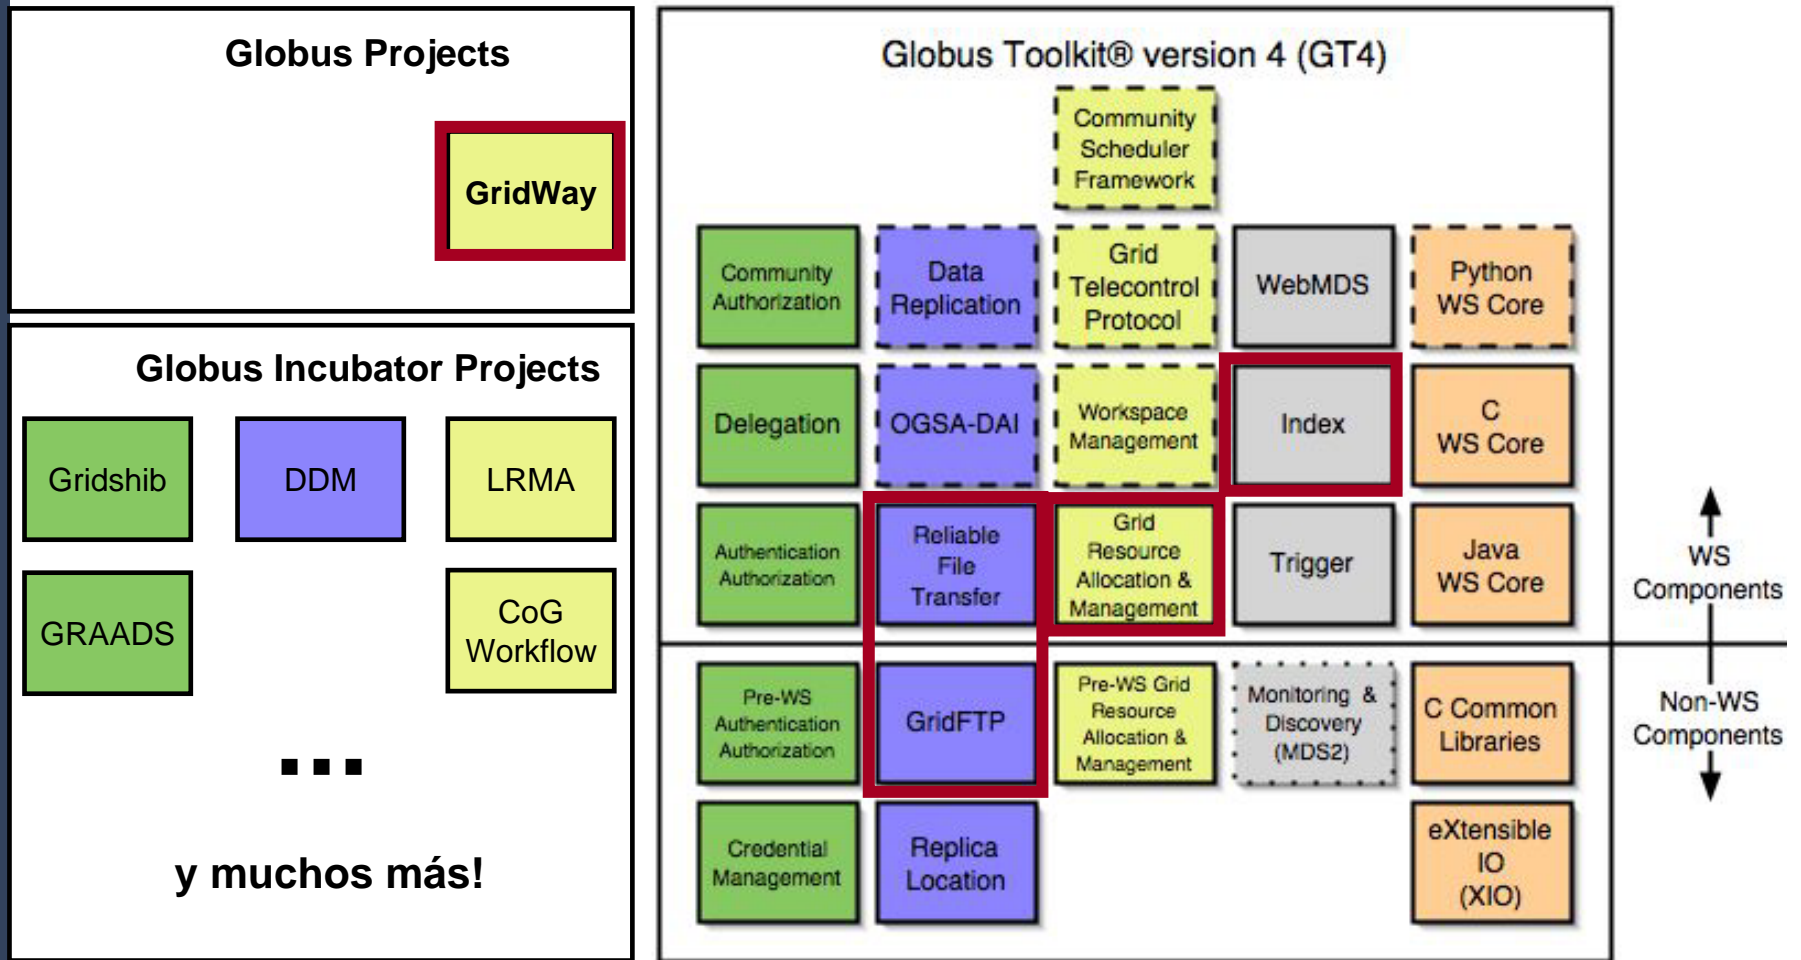 Globus Projects
GridWay
Globus Incubator Projects
Gridshib
DDM
LRMA
GRAADS
CoG
Workflow
...
y muchos más!
Globus Toolkit® version 4 (GT4)
Community
Scheduler
Framework
Community
Authorization
Data
Replication
Grid
Telecontrol
Protocol
WebMDS
Python
WS Core
Delegation
OGSA-DAI
Workspace
Management
Index
C
WS Core
Authentication
Authorization
Reliable
File
Transfer
Grid
Resource
Allocation &
Management
Trigger
Java
WS Core
WS
Components
Pre-WS
Authentication
Authorization
GridFTP
Pre-WS Grid
Resource
Allocation &
Management
Monitoring &
Discovery
(MDS2)
C Common
Libraries
Non-WS
Components
Credential
Management
Replica
Location
eXtensible
IO
(XIO)